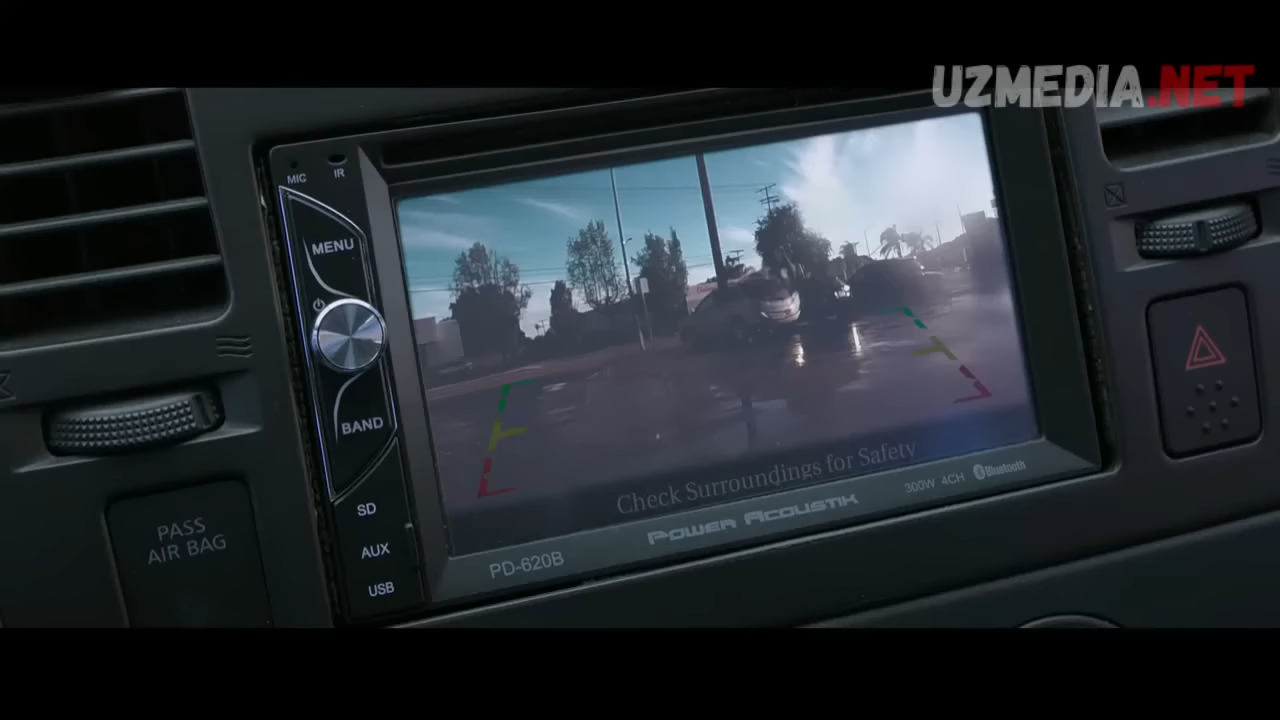 UZMEDIA.NET
MIC IR
MENU
BAND
SD
AUX
USB
PASS
AIR BAG
Check Surroundings for Safety
POWER ACOUSTIK
300W 4CH Bluetooth
PD-620B